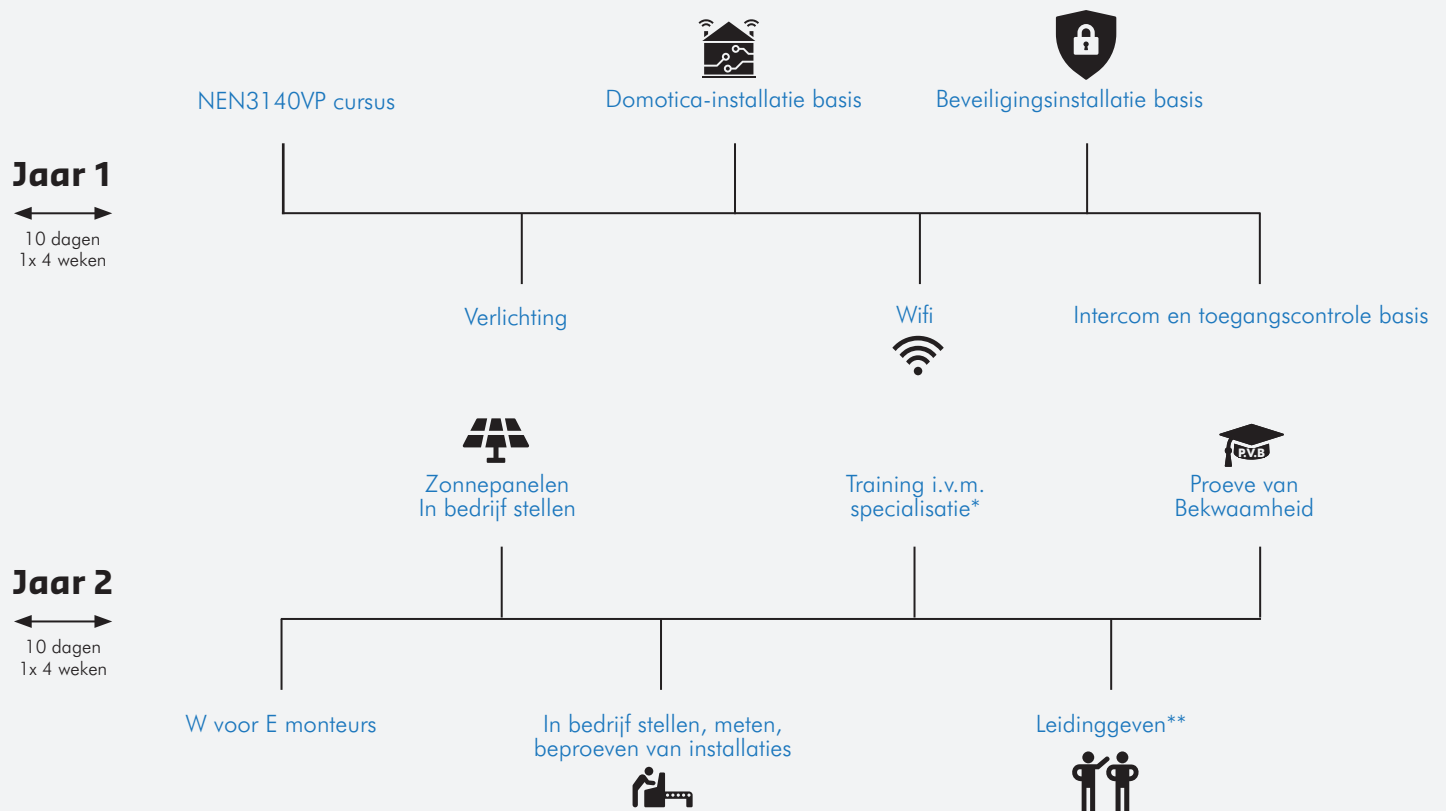 NEN3140VP cursus
Domotica-installatie basis
Beveiligingsinstallatie basis
Jaar 1
10 dagen
1x 4 weken
Verlichting
Wifi
Intercom en toegangscontrole basis
Zonnepanelen
In bedrijf stellen
Training i.v.m.
specialisatie*
P.V.B
Proeve van
Bekwaamheid
Jaar 2
10 dagen
1x 4 weken
W voor E monteurs
In bedrijf stellen, meten,
beproeven van installaties
Leidinggeven**